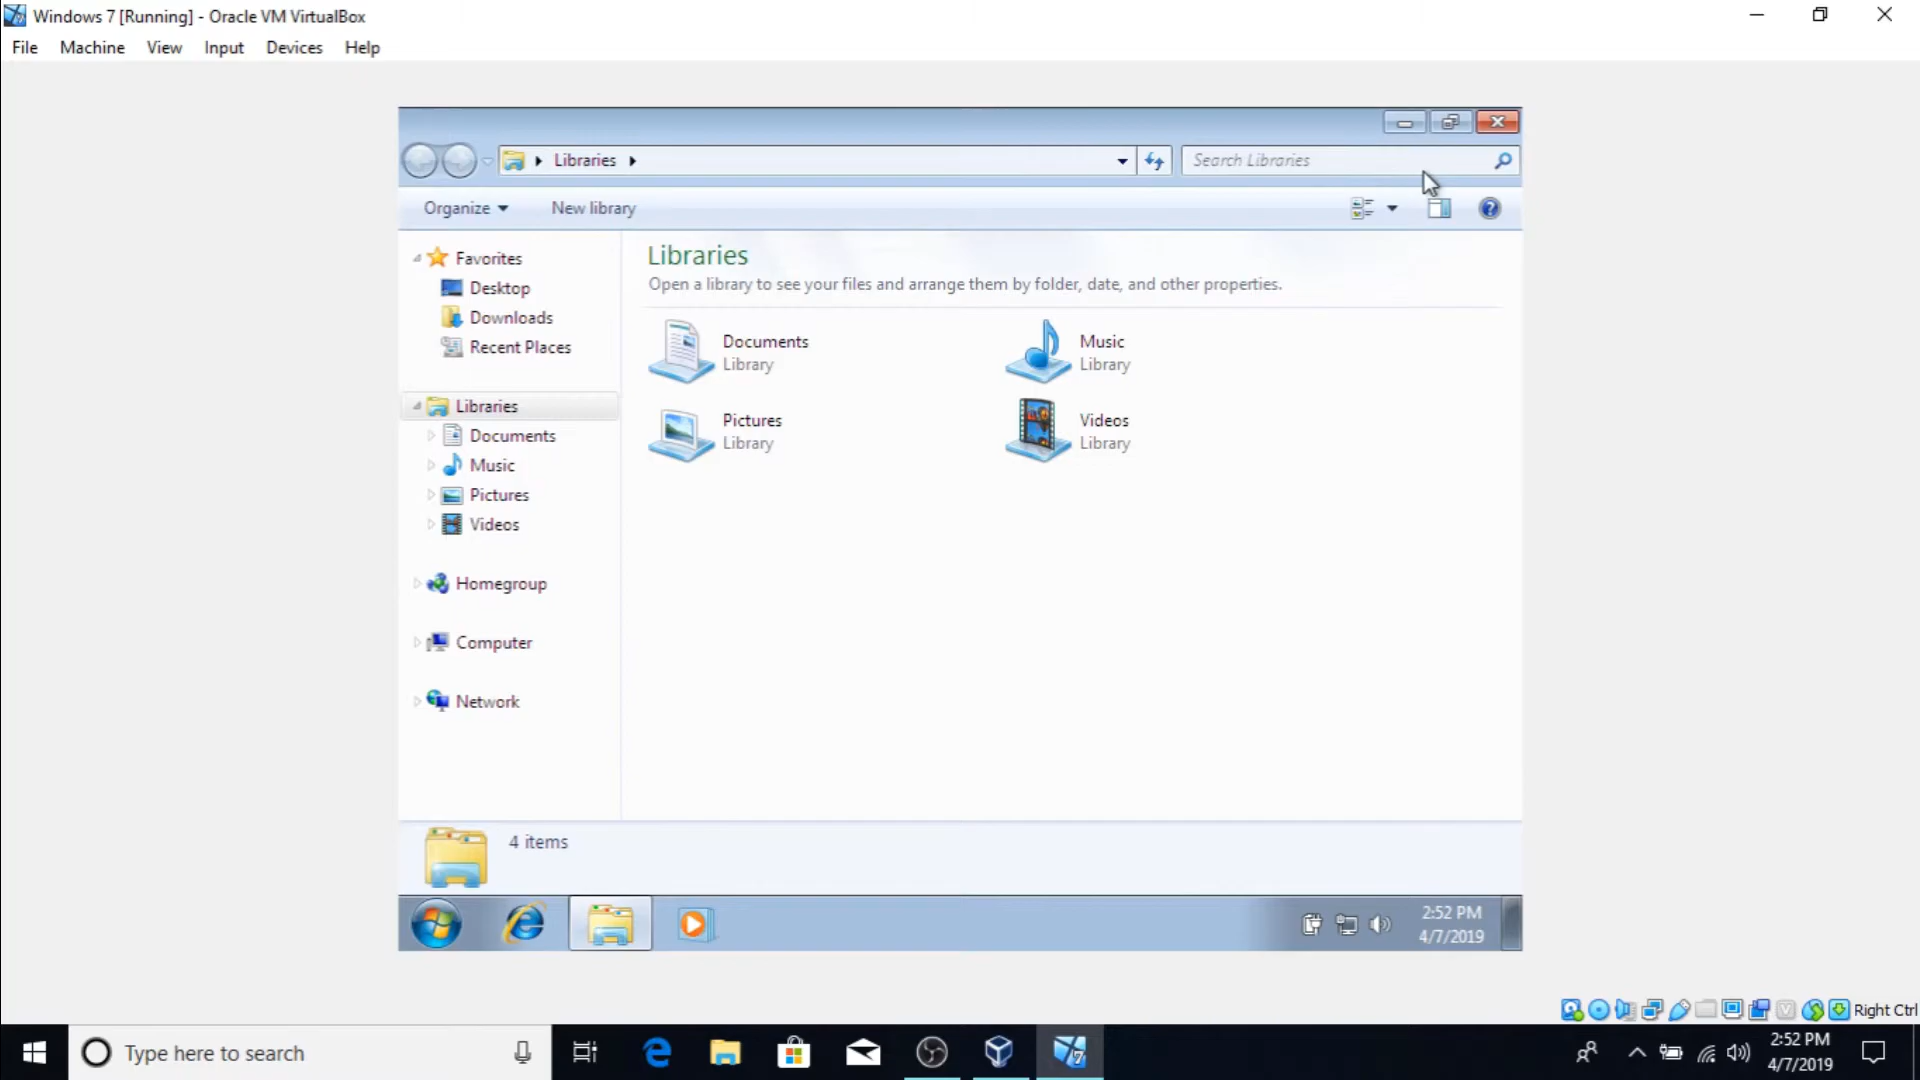 Windows 7 [Running] - Oracle VM VirtualBox
File Machine View Input Devices Help
Libraries
Search Libraries
Organize New library
Favorites
Desktop
Downloads
Recent Places
Libraries
Documents
Music
Pictures
Videos
Homegroup
Computer
Network
Libraries
Open a library to see your files and arrange them by folder, date, and other properties.
Documents
Library
Music
Library
Pictures
Library
Videos
Library
4 items
2:52 PM
4/7/2019
Right Ctrl
Type here to search
2:52 PM
4/7/2019